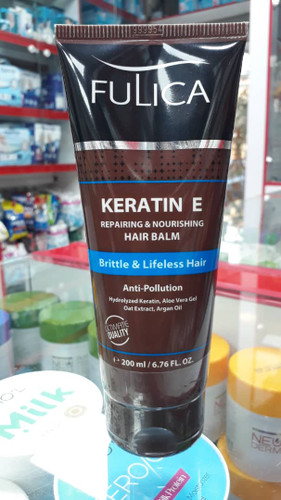 999954
FULICA
KERATIN E
REPAIRING & NOURISHING
HAIR BALM
Brittle & Lifeless Hair
Anti-Pollution
Hydrolyzed Keratin, Aloe Vera Gel
Oat Extract, Argan Oil
QUALITY
200 ml / 6.76 FL. OZ.
Milk